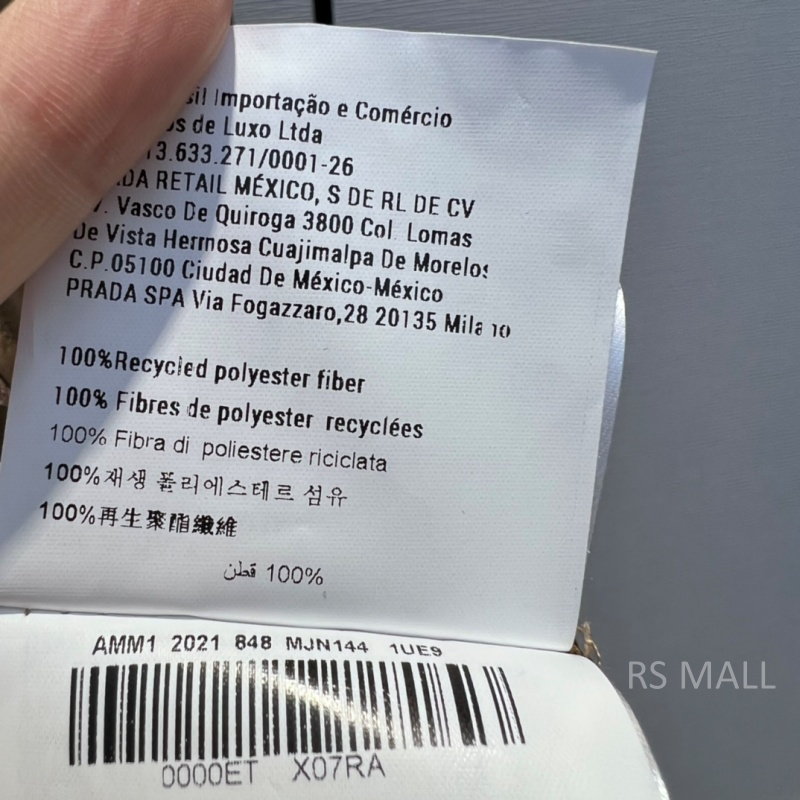 Importação e Comércio
de Luxo Ltda
13.633.271/0001-26
RETAIL MÉXICO, S DE RL DE CV
Vasco De Quiroga 3800 Col. Lomas
De Vista Hermosa Cuajimalpa De Morelos
C.P.05100 Ciudad De México-México
PRADA SPA Via Fogazzaro,28 20135 Milano
100%Recycled polyester fiber
100% Fibres de polyester recyclées
100% Fibra di poliestere riciclata
100%재생 폴리에스테르 섬유
100%再生聚酯纖維
100% قطن
AMM1 2021 848 MJN144 1UE9
0000ET X07RA
RS MALL